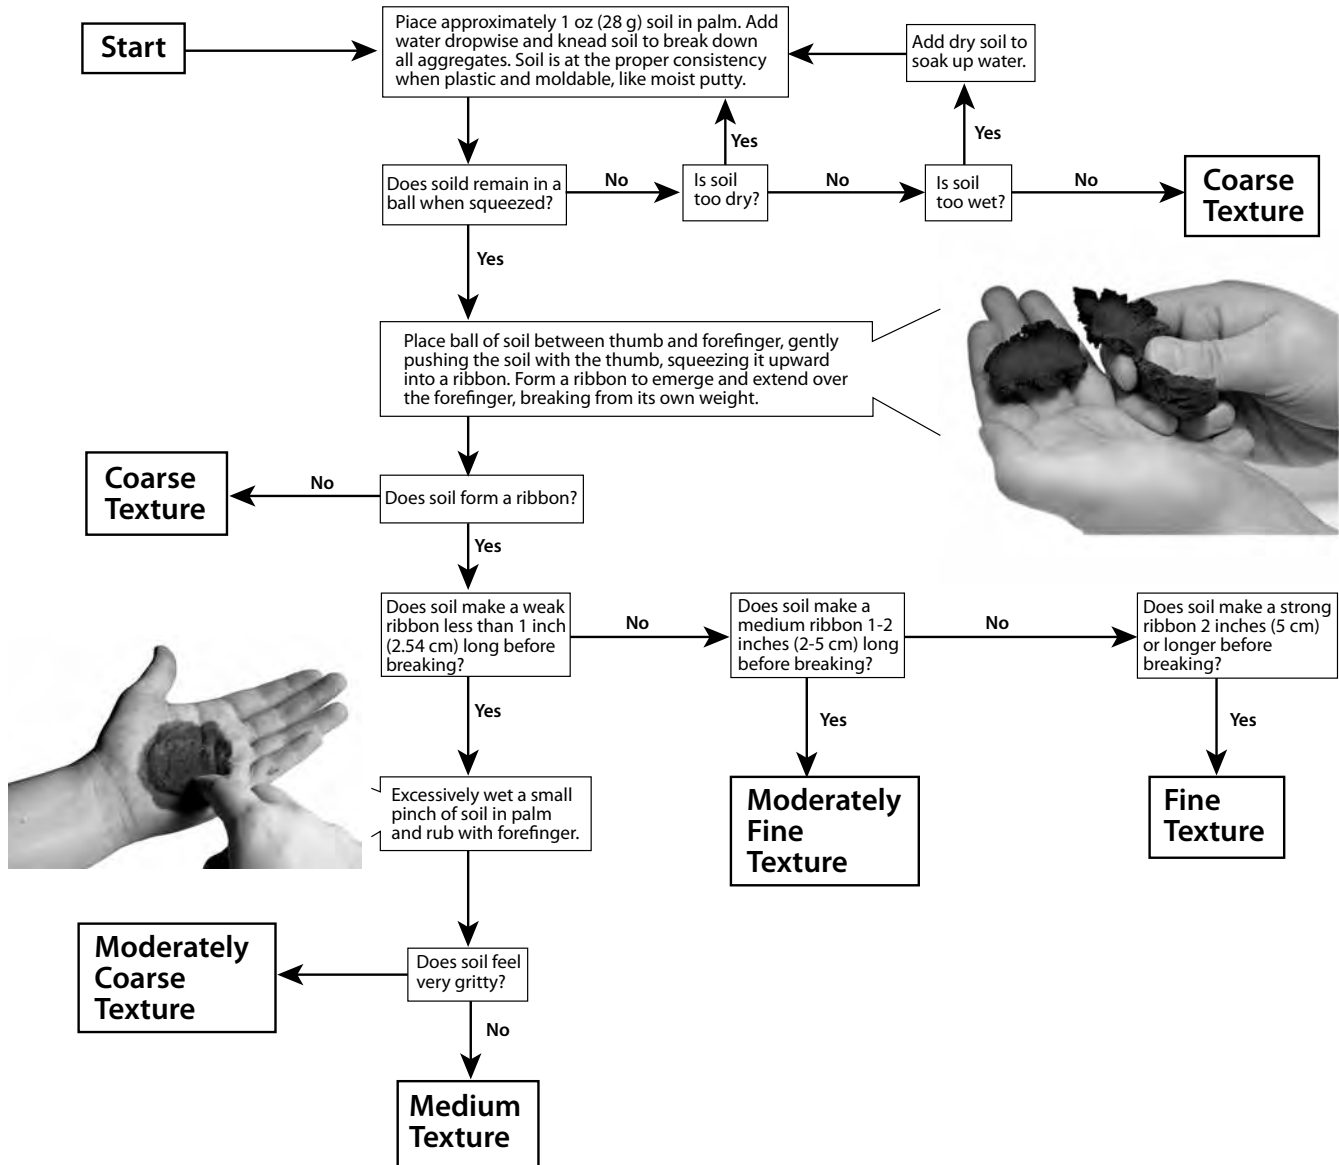 Start
Piace approximately 1 oz (28 g) soil in palm. Add
water dropwise and knead soil to break down
all aggregates. Soil is at the proper consistency
when plastic and moldable, like moist putty.
Add dry soil to
soak up water.
Yes
Yes
Does soild remain in a
ball when squeezed?
No
Is soil
too dry?
No
Is soil
too wet?
No
Coarse
Texture
Yes
Place ball of soil between thumb and forefinger, gently
pushing the soil with the thumb, squeezing it upward
into a ribbon. Form a ribbon to emerge and extend over
the forefinger, breaking from its own weight.
Coarse
Texture
No
Does soil form a ribbon?
Yes
Does soil make a weak
ribbon less than 1 inch
(2.54 cm) long before
breaking?
No
Does soil make a
medium ribbon 1-2
inches (2-5 cm) long
before breaking?
No
Does soil make a strong
ribbon 2 inches (5 cm)
or longer before
breaking?
Yes
Yes
Yes
Excessively wet a small
pinch of soil in palm
and rub with forefinger.
Moderately
Fine
Texture
Fine
Texture
Moderately
Coarse
Texture
Does soil feel
very gritty?
No
Medium
Texture